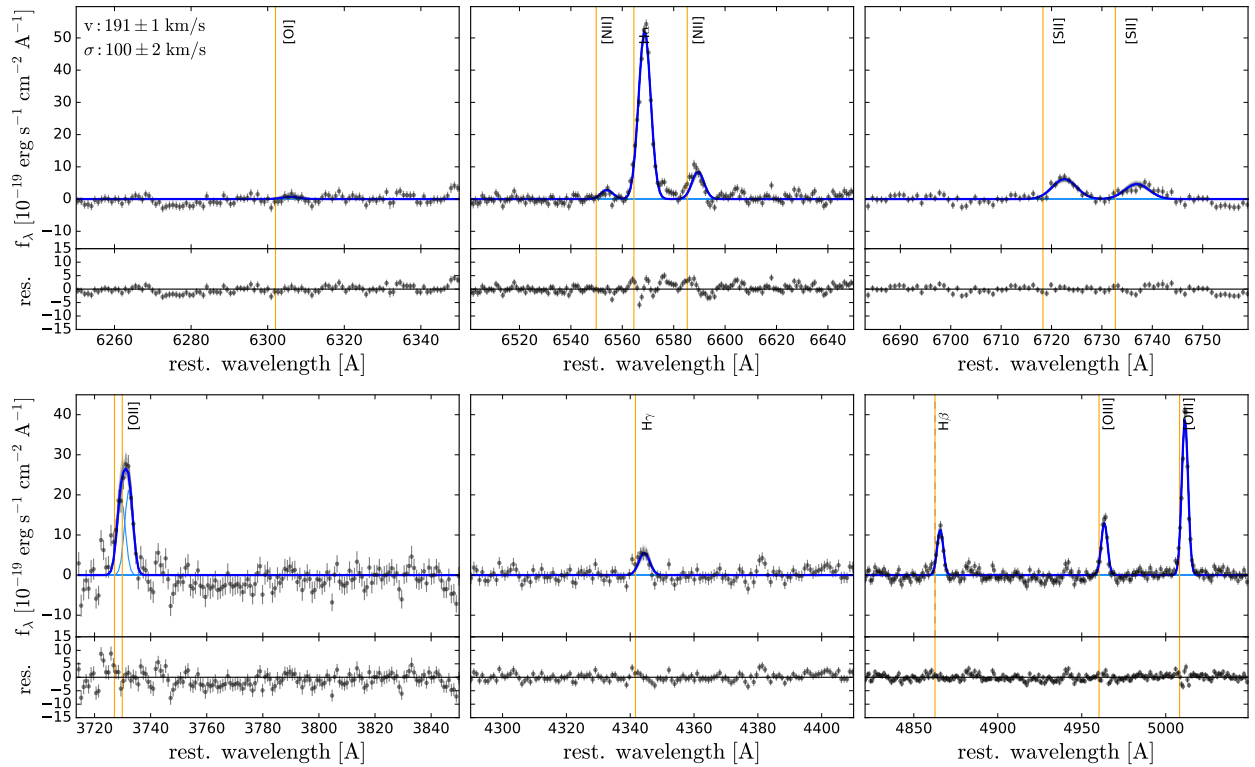 v: 191 ± 1 km/s
σ: 100 ± 2 km/s
[OI]
[NII]
[NII]
[SII]
[SII]
f_λ [10^−19 erg s^−1 cm^−2 A^−1]
50
40
30
20
10
0
−10
res.
15
10
5
0
−5
−10
−15
6260 6280 6300 6320 6340
6520 6540 6560 6580 6600 6620 6640
6690 6700 6710 6720 6730 6740 6750
rest. wavelength [A]
rest. wavelength [A]
rest. wavelength [A]
[OII]
Hγ
Hβ
[OIII]
[OIII]
f_λ [10^−19 erg s^−1 cm^−2 A^−1]
40
30
20
10
0
−10
res.
15
10
5
0
−5
−10
−15
3720 3740 3760 3780 3800 3820 3840
4300 4320 4340 4360 4380 4400
4850 4900 4950 5000
rest. wavelength [A]
rest. wavelength [A]
rest. wavelength [A]